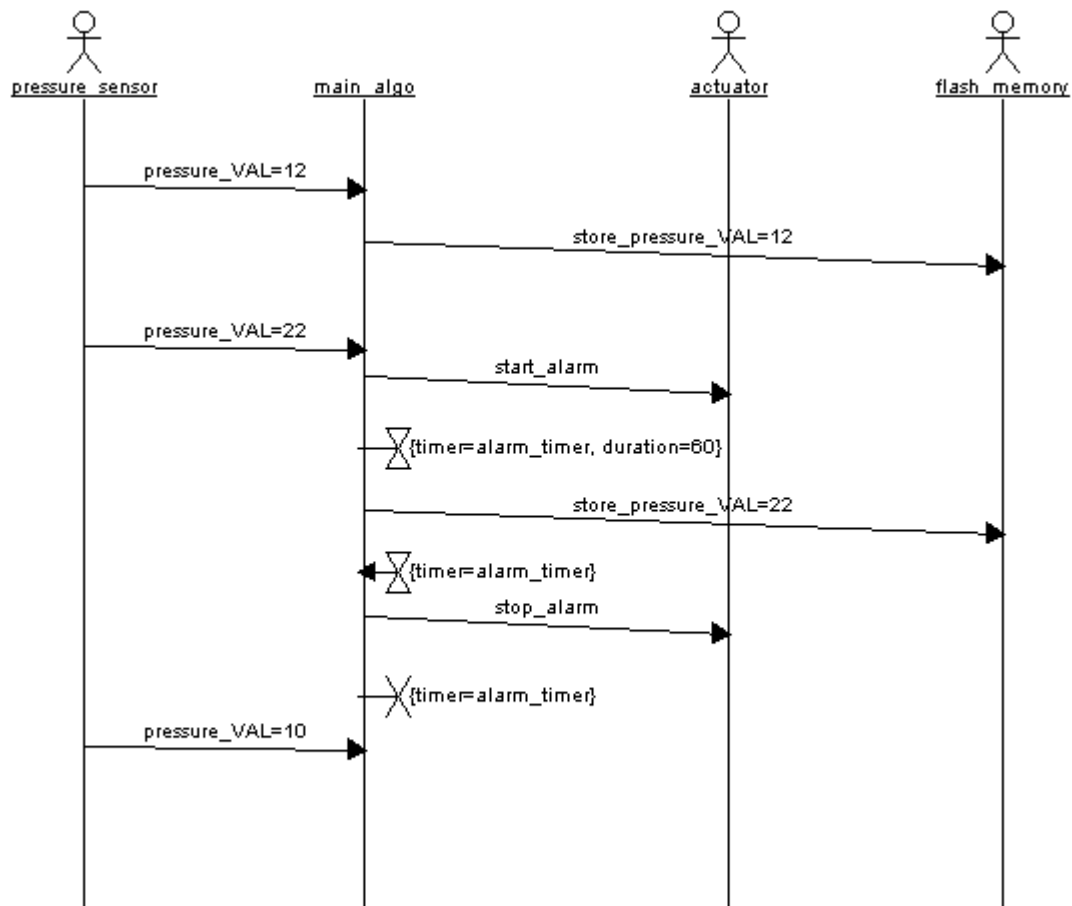 pressure_sensor main_algo actuator flash_memory
pressure_VAL=12
store_pressure_VAL=12
pressure_VAL=22
start_alarm
{timer=alarm_timer, duration=60}
store_pressure_VAL=22
{timer=alarm_timer}
stop_alarm
{timer=alarm_timer}
pressure_VAL=10